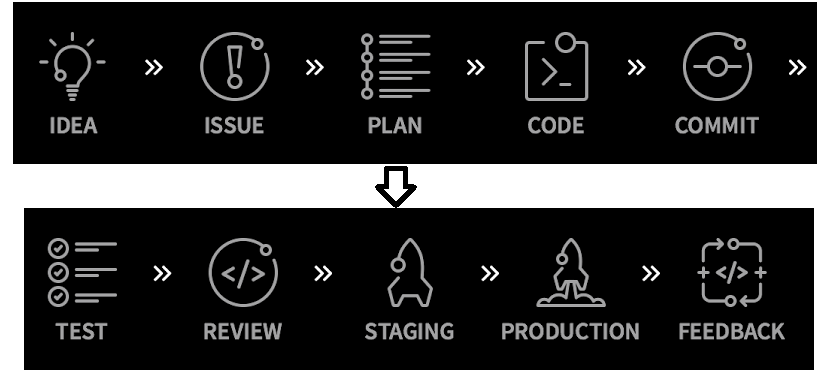 IDEA » ISSUE » PLAN » CODE » COMMIT »
TEST » REVIEW » STAGING » PRODUCTION » FEEDBACK